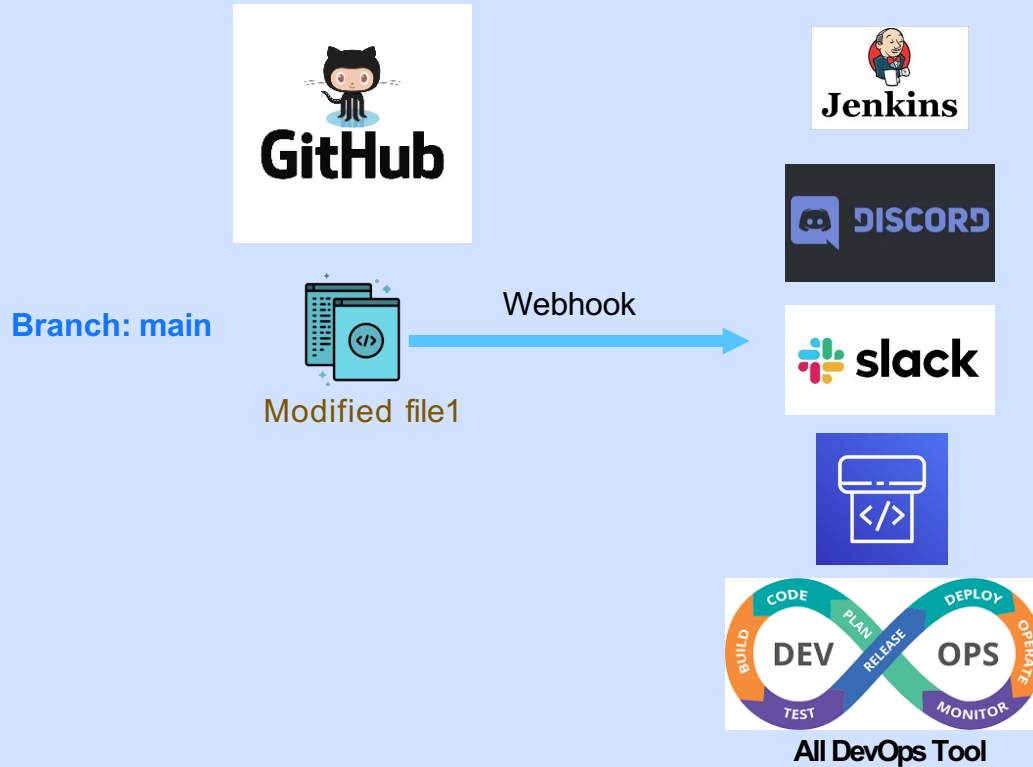 GitHub
Branch: main
</>
Modified file1
Webhook
Jenkins
DISCORD
slack
</>
CODE
DEPLOY
PLAN
BUILD
DEV
RELEASE
OPS
OPERATE
TEST
MONITOR
All DevOps Tool